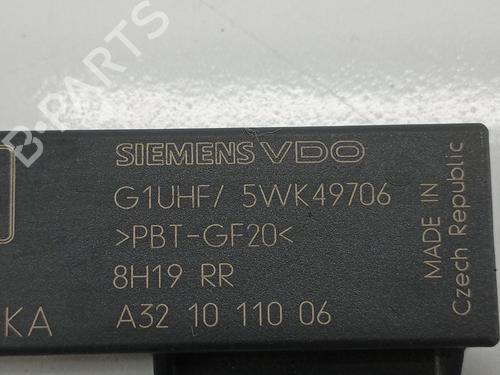 B-PARTS
SIEMENS VDO
G1UHF/ 5WK49706
>PBT-GF20<
8H19 RR
A32 10 110 06
KA
MADE IN
Czech Republic